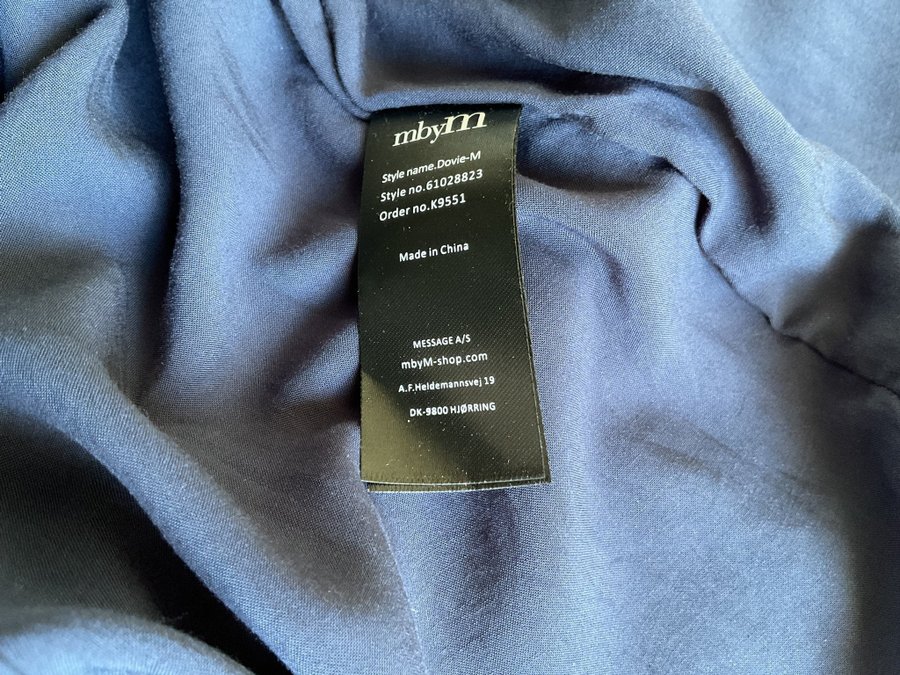 mbyM
Style name.Dovie-M
Style no.61028823
Order no.K9551
Made in China
MESSAGE A/S
mbyM-shop.com
A.F.Heldemannsvej 19
DK-9800 HJØRRING